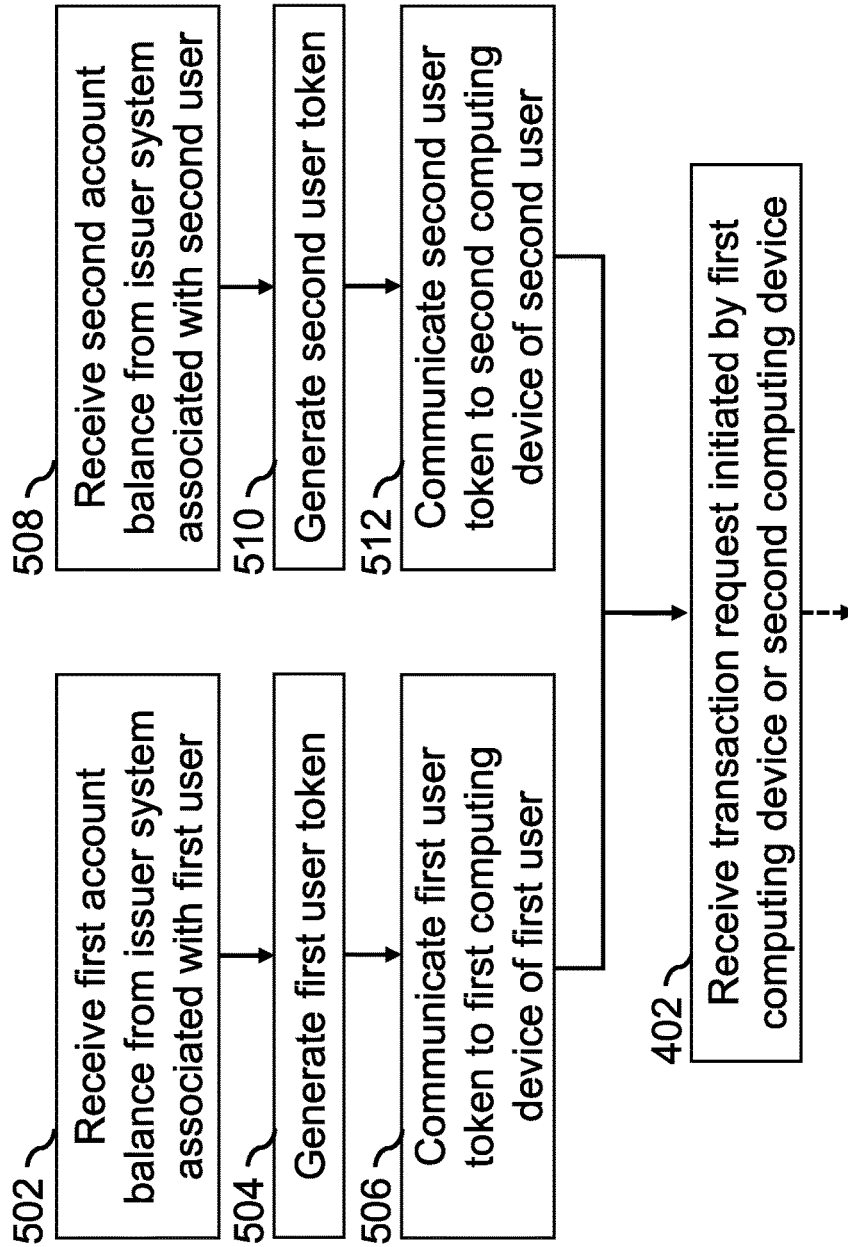 502
Receive first account
balance from issuer system
associated with first user
504
Generate first user token
506
Communicate first user
token to first computing
device of first user
508
Receive second account
balance from issuer system
associated with second user
510
Generate second user token
512
Communicate second user
token to second computing
device of second user
402
Receive transaction request initiated by first
computing device or second computing device